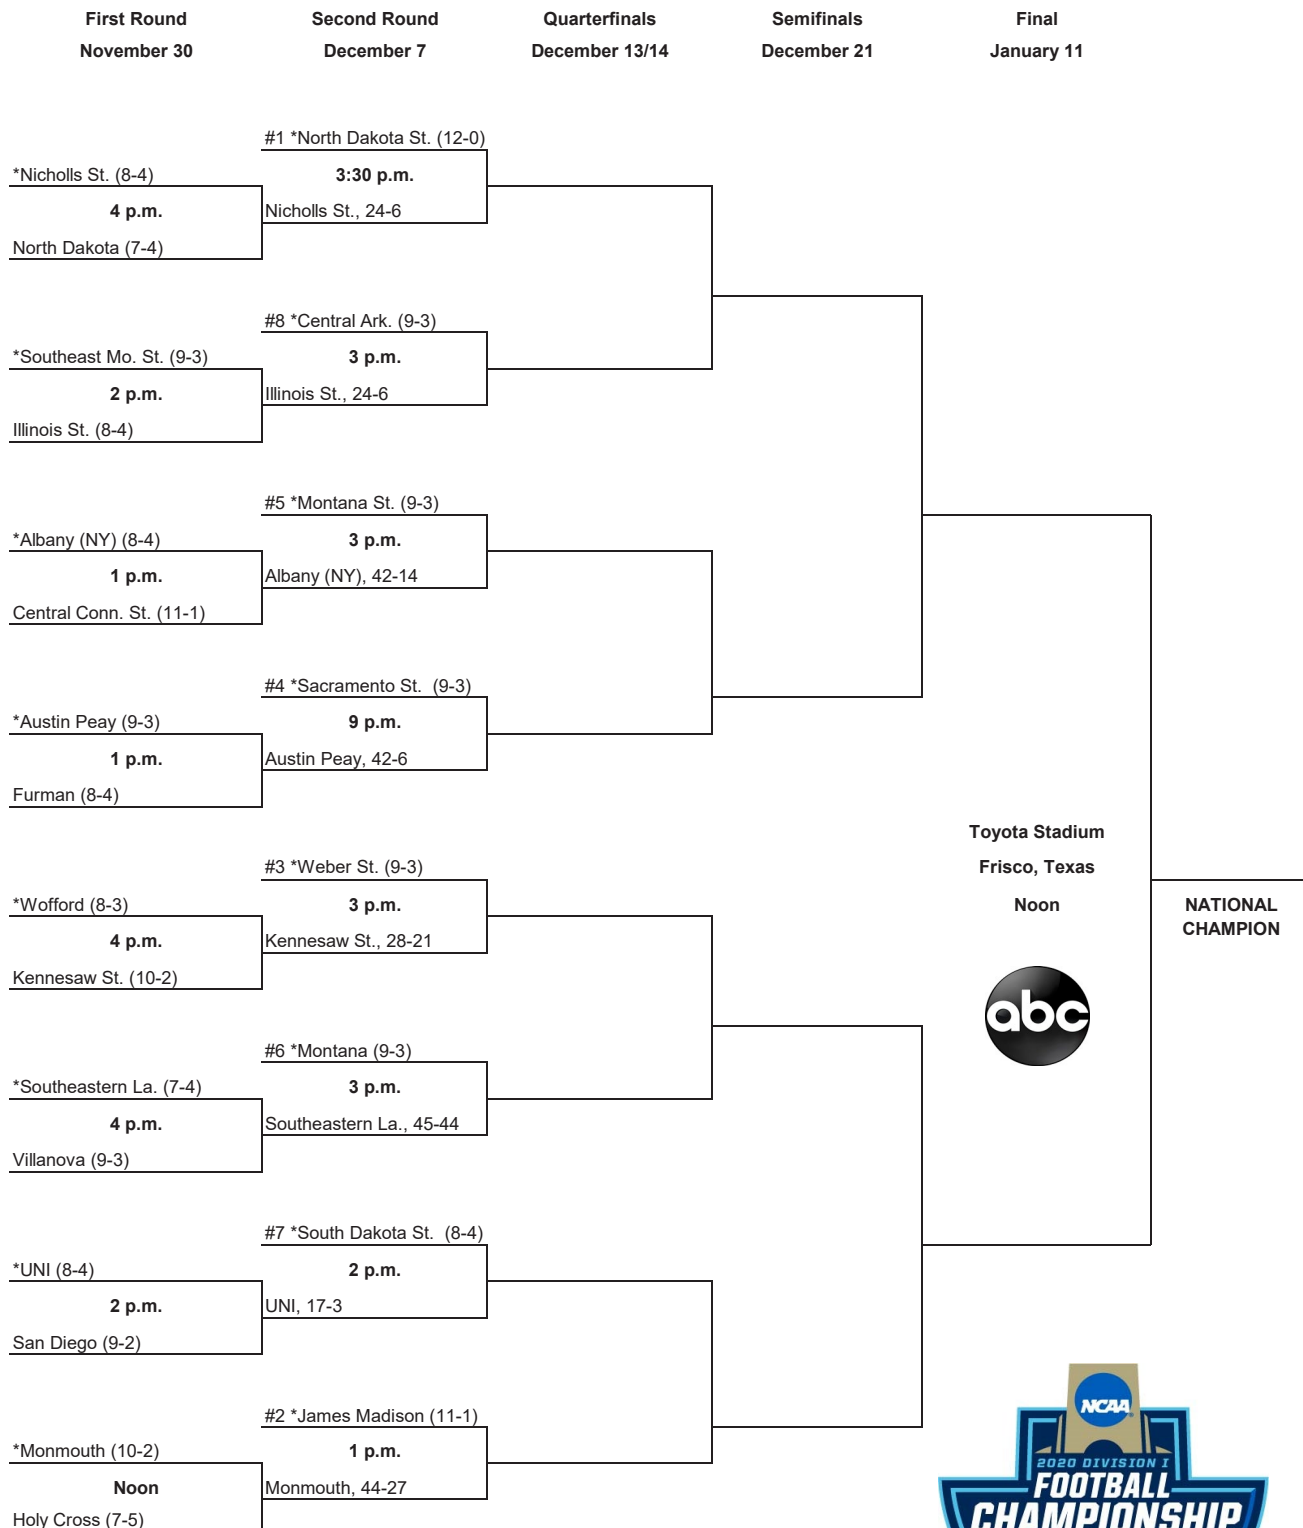 First Round Second Round Quarterfinals Semifinals Final
November 30 December 7 December 13/14 December 21 January 11
#1 *North Dakota St. (12-0)
*Nicholls St. (8-4) 3:30 p.m.
4 p.m. Nicholls St., 24-6
North Dakota (7-4)
#8 *Central Ark. (9-3)
*Southeast Mo. St. (9-3) 3 p.m.
2 p.m. Illinois St., 24-6
Illinois St. (8-4)
#5 *Montana St. (9-3)
*Albany (NY) (8-4) 3 p.m.
1 p.m. Albany (NY), 42-14
Central Conn. St. (11-1)
#4 *Sacramento St. (9-3)
*Austin Peay (9-3) 9 p.m.
1 p.m. Austin Peay, 42-6
Furman (8-4)
Toyota Stadium
#3 *Weber St. (9-3) Frisco, Texas
*Wofford (8-3) 3 p.m. Noon NATIONAL
CHAMPION
4 p.m. Kennesaw St., 28-21
Kennesaw St. (10-2)
abc
#6 *Montana (9-3)
*Southeastern La. (7-4) 3 p.m.
4 p.m. Southeastern La., 45-44
Villanova (9-3)
#7 *South Dakota St. (8-4)
*UNI (8-4) 2 p.m.
2 p.m. UNI, 17-3
San Diego (9-2)
#2 *James Madison (11-1) NCAA
*Monmouth (10-2) 1 p.m.
2020 DIVISION I
Noon Monmouth, 44-27 FOOTBALL
Holy Cross (7-5) CHAMPIONSHIP